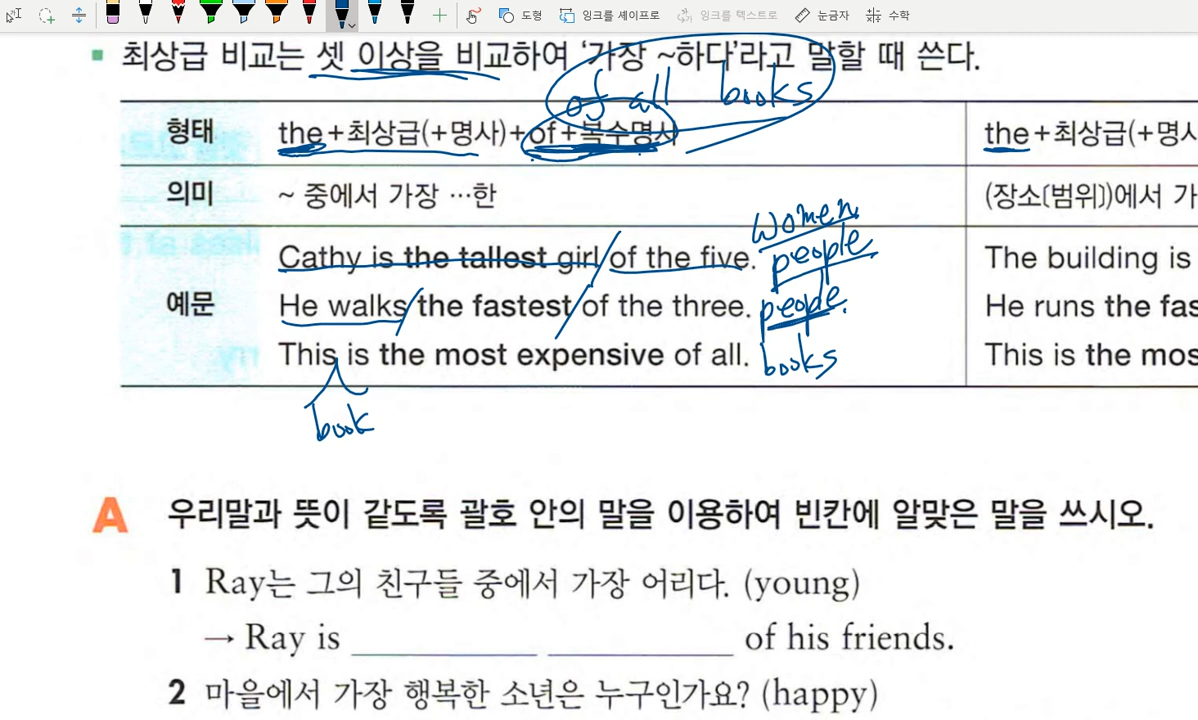 도형 잉크를 셰이프로 잉크를 텍스트로 눈금자 수학
최상급 비교는 셋 이상을 비교하여 '가장 ~하다'라고 말할 때 쓴다.
of all books
형태 the+최상급(+명사)+of+복수명사 the+최상급(+명사
의미 ~ 중에서 가장 …한 (장소〔범위〕)에서 가
women
Cathy is the tallest girl of the five. people The building is
예문 He walks the fastest of the three. people. He runs the fas
This is the most expensive of all. books This is the mos
book
A 우리말과 뜻이 같도록 괄호 안의 말을 이용하여 빈칸에 알맞은 말을 쓰시오.
1 Ray는 그의 친구들 중에서 가장 어리다. (young)
→ Ray is ____ ____ of his friends.
2 마을에서 가장 행복한 소년은 누구인가요? (happy)